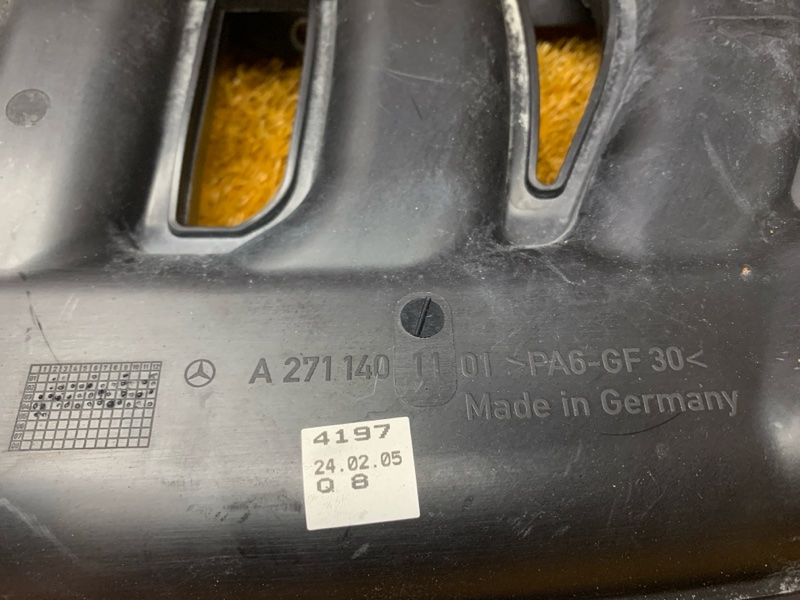 A 271 140 11 01 >PA6-GF 30<
Made in Germany
4197
24.02.05
Q 8